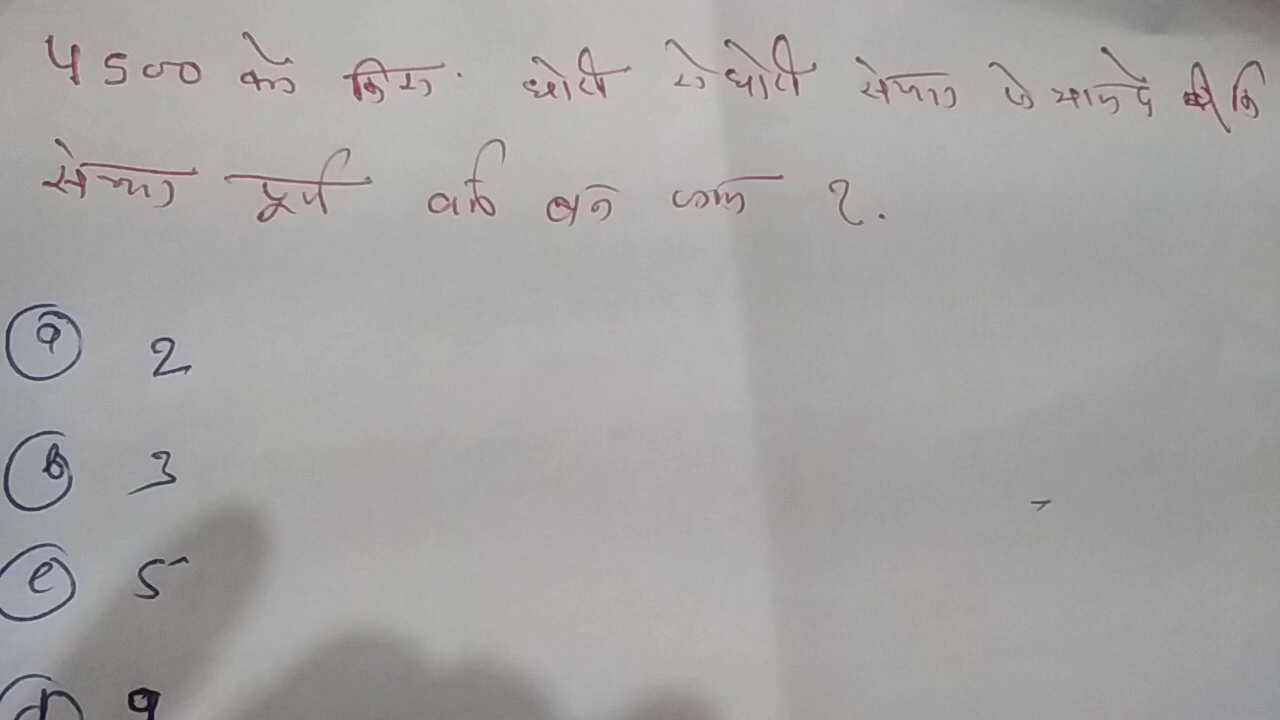 4500 को किस छोटी से छोटी संख्या से भाग दे की कि
संख्या पूर्ण वर्ग बन जाए ?.
a 2
b 3
c 5
d 9